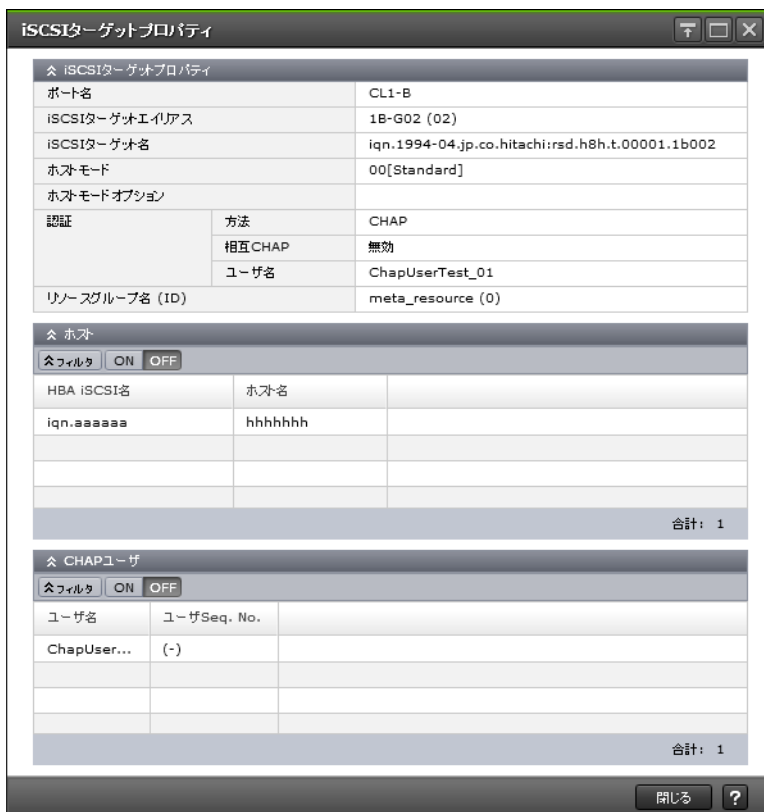 iSCSIターゲットプロパティ
iSCSIターゲットプロパティ
ポート名 CL1-B
iSCSIターゲットエイリアス 1B-G02 (02)
iSCSIターゲット名 iqn.1994-04.jp.co.hitachi:rsd.h8h.t.00001.1b002
ホストモード 00[Standard]
ホストモードオプション
認証 方法 CHAP
相互CHAP 無効
ユーザ名 ChapUserTest_01
リソースグループ名 (ID) meta_resource (0)
ホスト
フィルタ ON OFF
HBA iSCSI名 ホスト名
iqn.aaaaaa hhhhhhh
合計: 1
CHAPユーザ
フィルタ ON OFF
ユーザ名 ユーザSeq. No.
ChapUser... (-)
合計: 1
閉じる ?